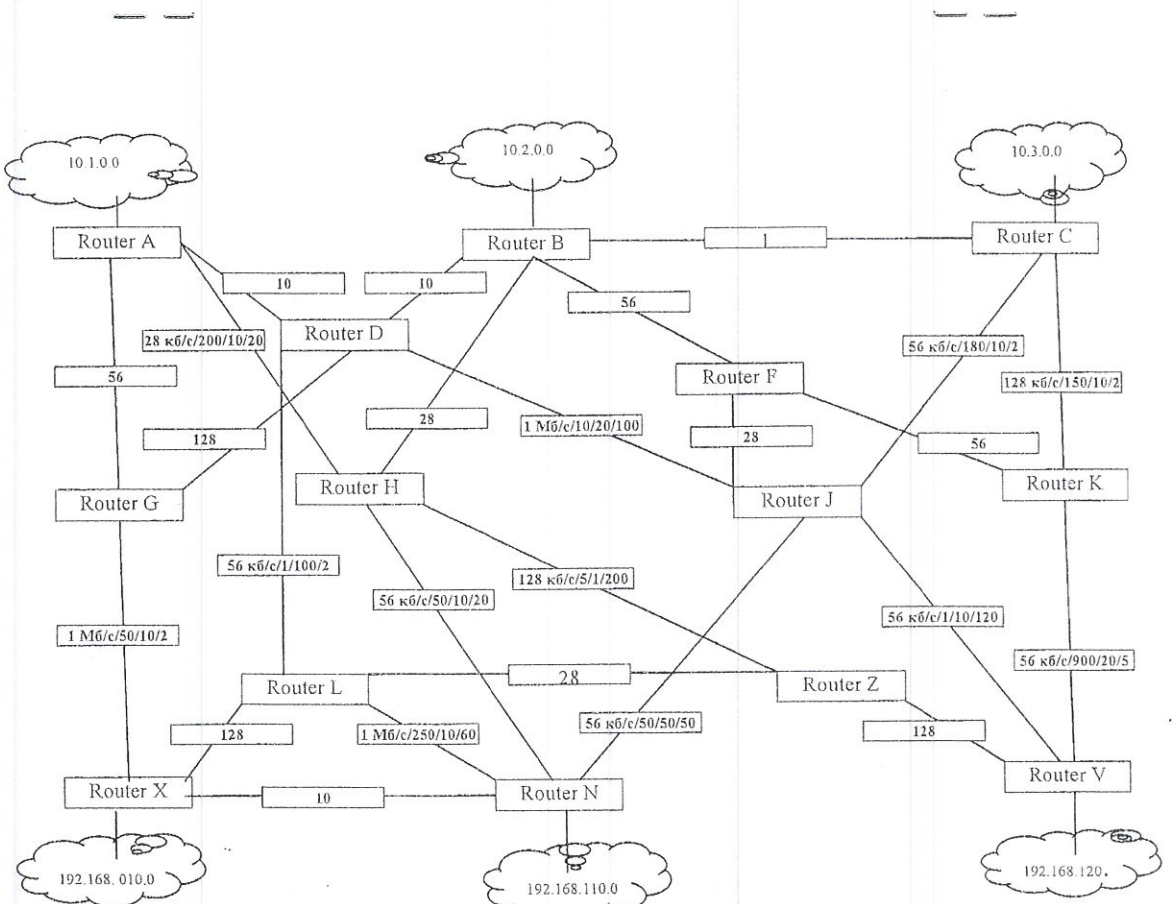 10.1.0.0
10.2.0.0
10.3.0.0
Router A
Router B
1
Router C
10
10
56
Router D
28 кб/с/200/10/20
56 кб/с/180/10/2
56
Router F
128 кб/с/150/10/2
128
28
1 Мб/с/10/20/100
28
56
Router G
Router H
Router J
Router K
56 кб/с/1/100/2
128 кб/с/5/1/200
56 кб/с/50/10/20
56 кб/с/1/10/120
1 Мб/с/50/10/2
56 кб/с/900/20/5
Router L
28
Router Z
128
1 Мб/с/250/10/60
56 кб/с/50/50/50
128
Router X
10
Router N
Router V
192.168. 010.0
192.168.110.0
192.168.120.